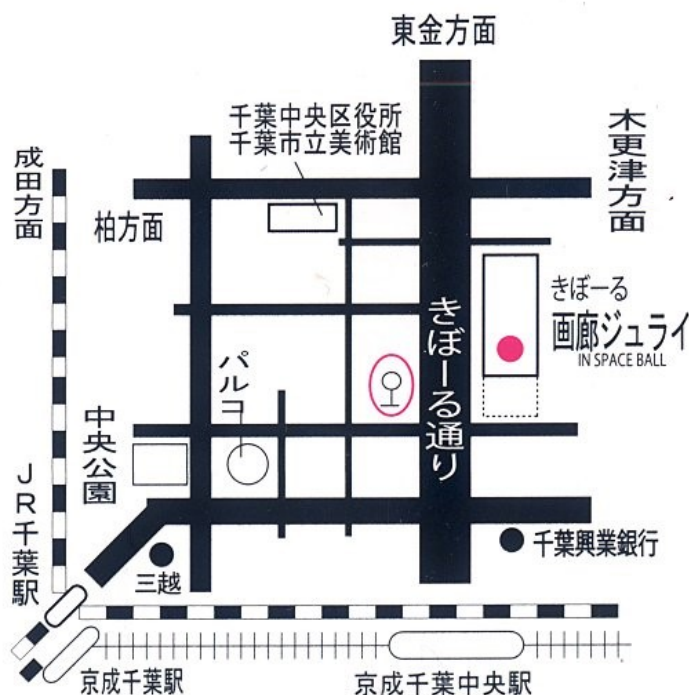 東金方面
千葉中央区役所
千葉市立美術館
木更津方面
成田方面
柏方面
きぼーる
画廊ジュライ
IN SPACE BALL
きぼーる通り
パルコ
中央公園
JR千葉駅
千葉興業銀行
三越
京成千葉駅
京成千葉中央駅